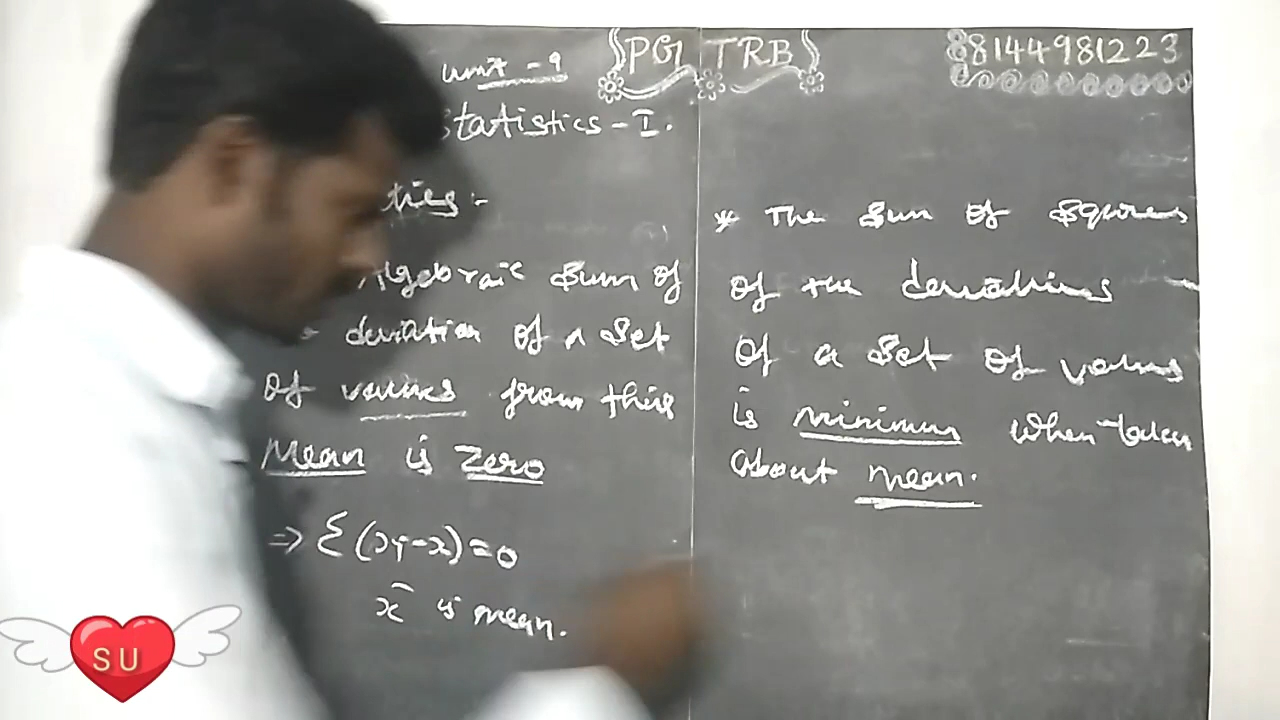 unit - 9
PG TRB
88144981223
Statistics - I.
ties :-
Algebraic Sum of
deviation of a Set
of values from their
Mean is Zero
=> Σ(xi-x)=0
x̄ is mean.
* The Sum of Squares
of the deviations
of a Set of values
is minimum when taken
about mean.
SU